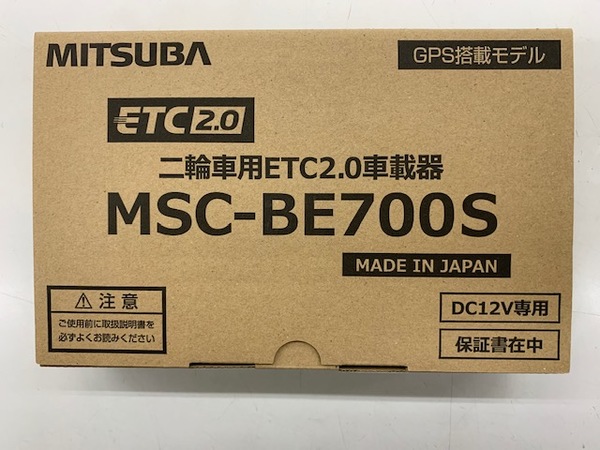 MITSUBA
GPS搭載モデル
ETC2.0
二輪車用ETC2.0車載器
MSC-BE700S
MADE IN JAPAN
⚠注意
ご使用前に取扱説明書を
必ずよくお読みください
DC12V専用
保証書在中